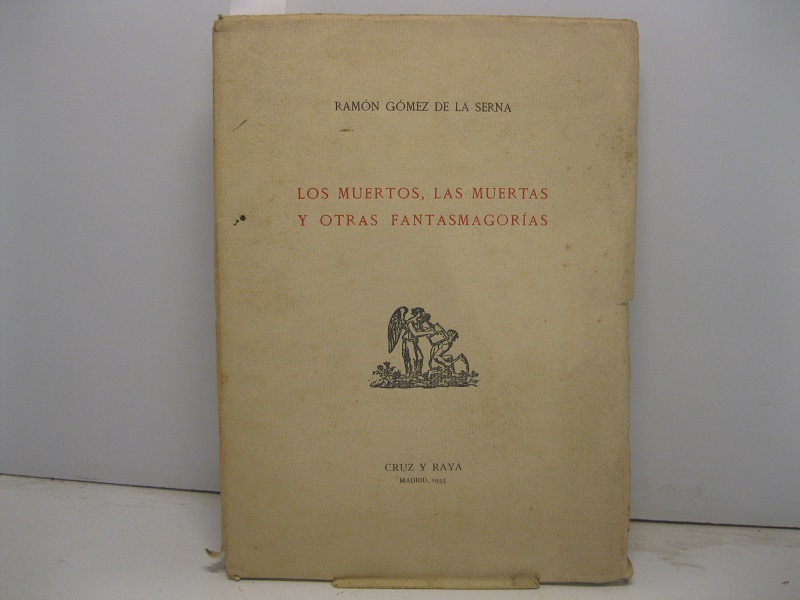 RAMÓN GÓMEZ DE LA SERNA
LOS MUERTOS, LAS MUERTAS
Y OTRAS FANTASMAGORÍAS
CRUZ Y RAYA
MADRID, 1935